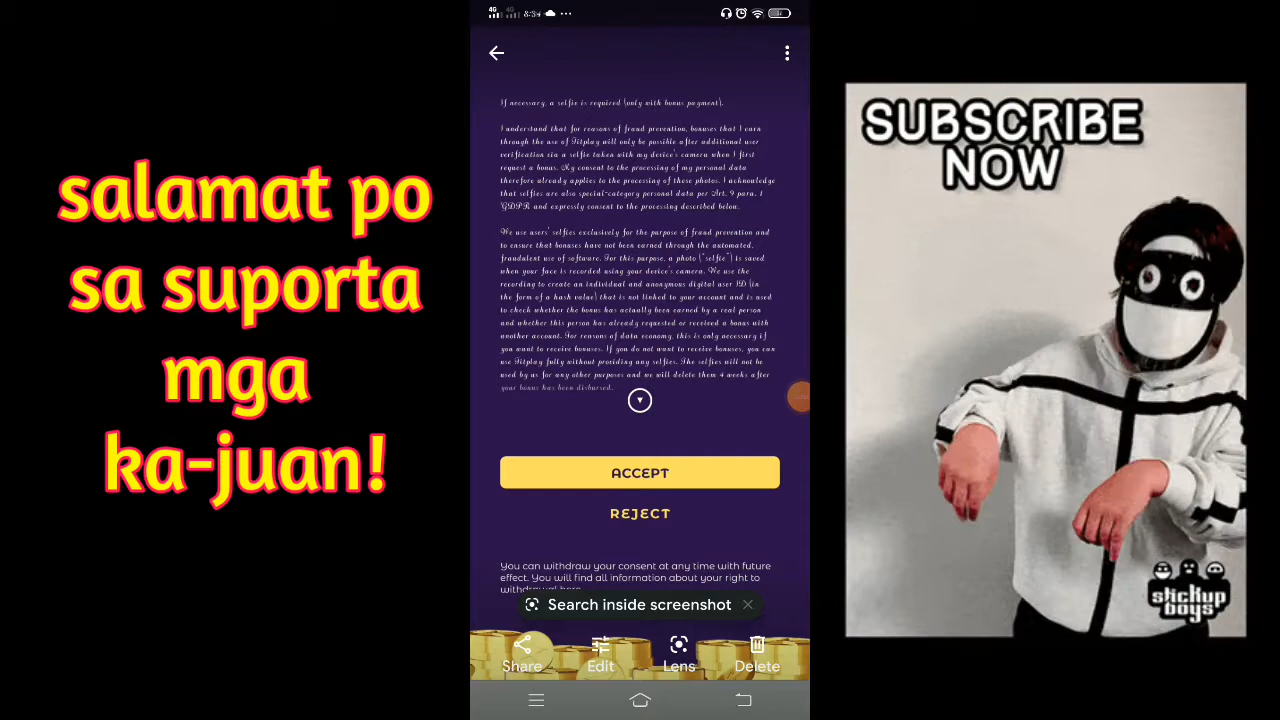 salamat po
sa suporta
mga
ka-juan!
4G 4G 8:34
If necessary, a selfie is required (only with bonus payment).
I understand that for reasons of fraud prevention, bonuses that I earn
through the use of Fitplay will only be possible after additional user
verification via a selfie taken with my device's camera when I first
request a bonus. My consent to the processing of my personal data
therefore already applies to the processing of these photos. I acknowledge
that selfies are also special-category personal data per Art. 9 para. 1
GDPR and expressly consent to the processing described below.
We use users' selfies exclusively for the purpose of fraud prevention and
to ensure that bonuses have not been earned through the automated,
fraudulent use of software. For this purpose, a photo ("selfie") is saved
when your face is recorded using your device's camera. We use the
recording to create an individual and anonymous digital user ID (in
the form of a hash value) that is not linked to your account and is used
to check whether the bonus has actually been earned by a real person
and whether this person has already requested or received a bonus with
another account. For reasons of data economy, this is only necessary if
you want to receive bonuses. If you do not want to receive bonuses, you can
use Fitplay fully without providing any selfies. The selfies will not be
used by us for any other purposes and we will delete them 4 weeks after
your bonus has been disbursed.
ACCEPT
REJECT
You can withdraw your consent at any time with future
effect. You will find all information about your right to
withdrawal here.
Search inside screenshot
Share Edit Lens Delete
SUBSCRIBE
NOW
skickup
boys